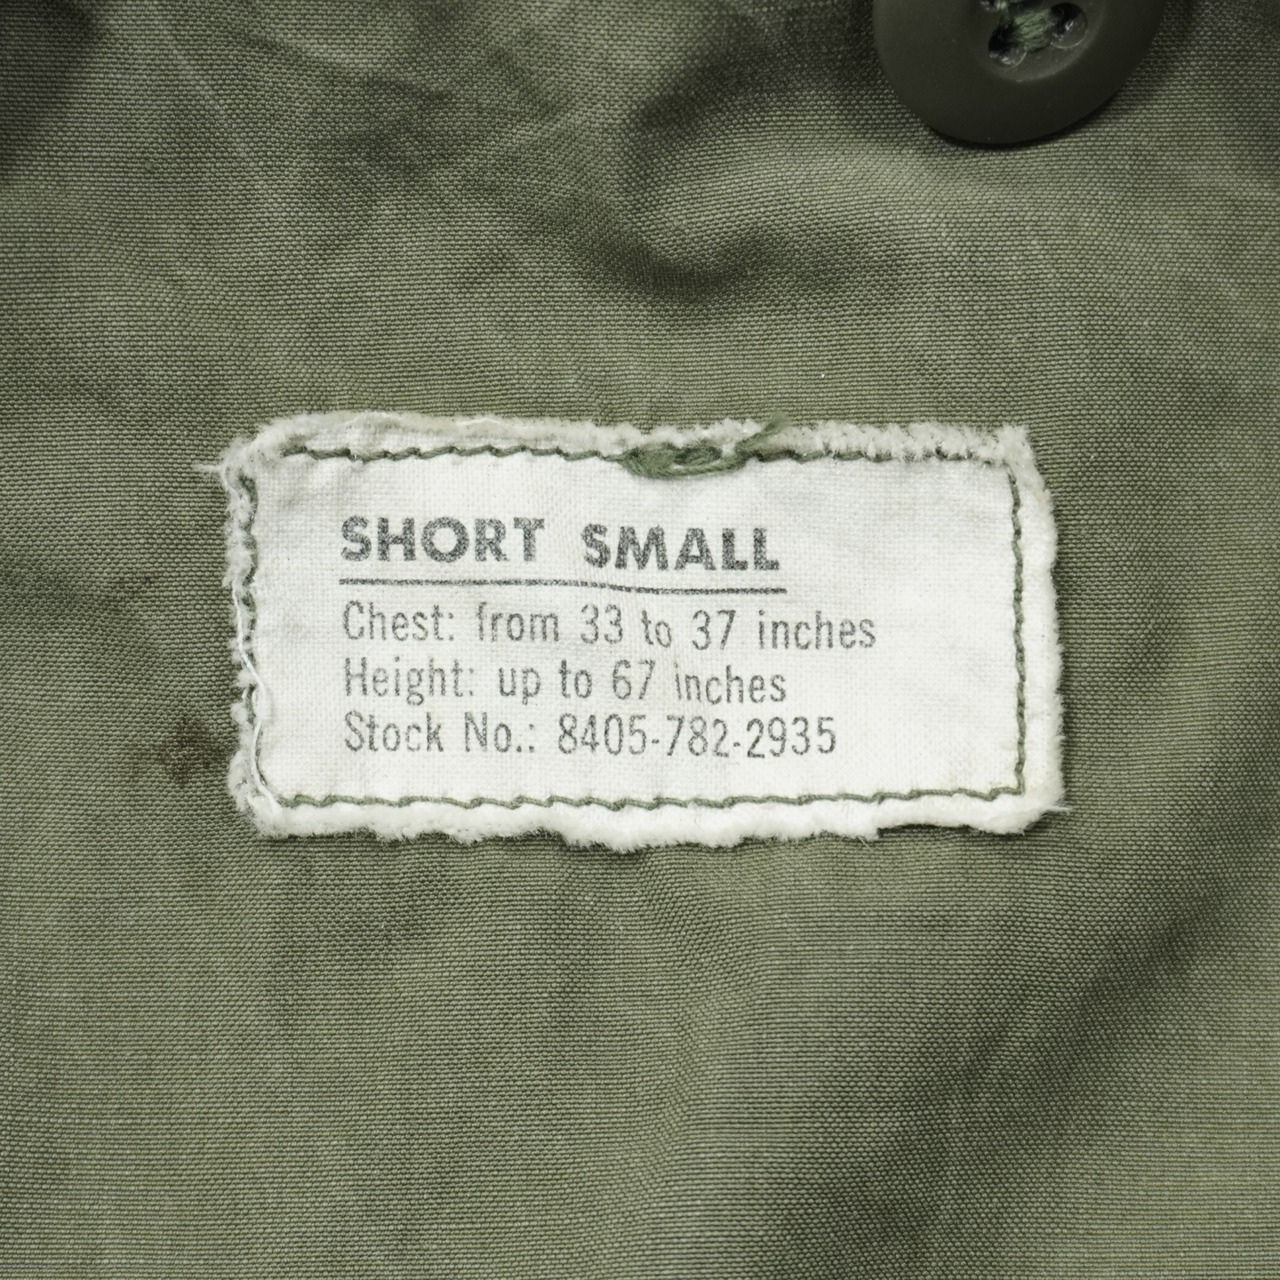 SHORT SMALL
Chest: from 33 to 37 inches
Height: up to 67 inches
Stock No.: 8405-782-2935